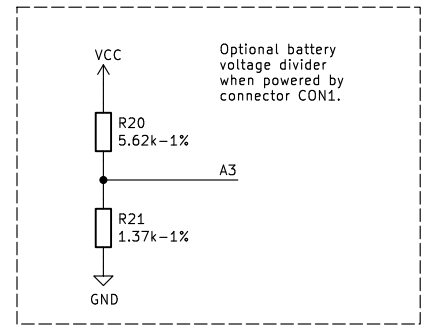 VCC
Optional battery
voltage divider
when powered by
connector CON1.
R20
5.62k-1%
A3
R21
1.37k-1%
GND